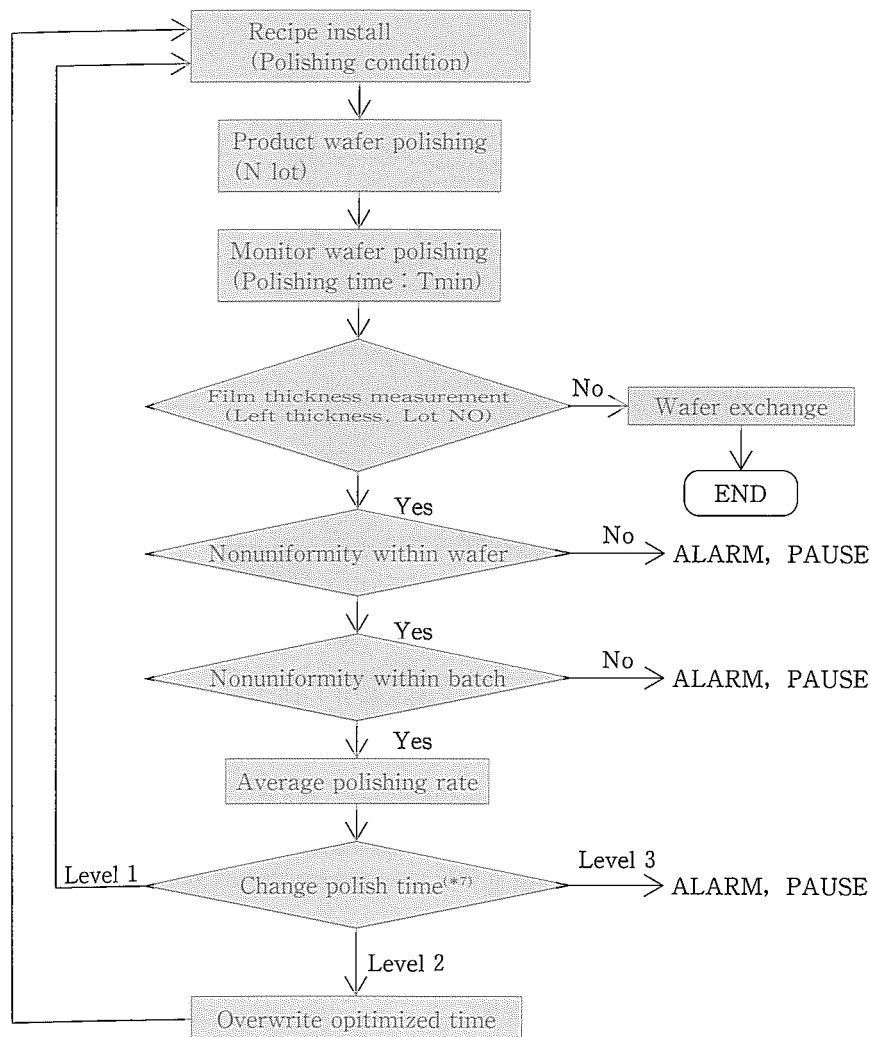 Recipe install
(Polishing condition)
Product wafer polishing
(N lot)
Monitor wafer polishing
(Polishing time : Tmin)
Film thickness measurement
(Left thickness. Lot NO)
No
Wafer exchange
END
Yes
Nonuniformity within wafer
No
ALARM, PAUSE
Yes
Nonuniformity within batch
No
ALARM, PAUSE
Yes
Average polishing rate
Level 1
Change polish time(*7)
Level 3
ALARM, PAUSE
Level 2
Overwrite opitimized time